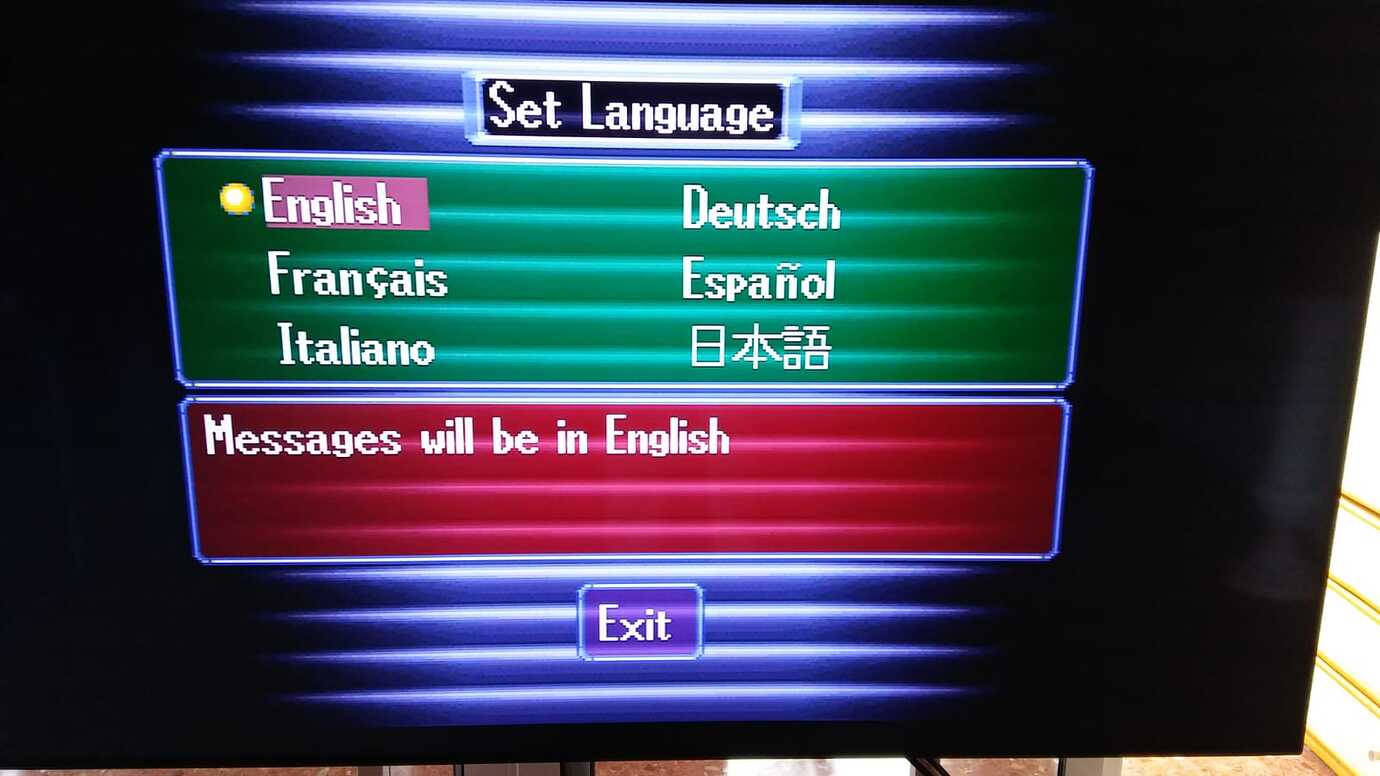 Set Language
English Deutsch
Français Español
Italiano 日本語
Messages will be in English
Exit